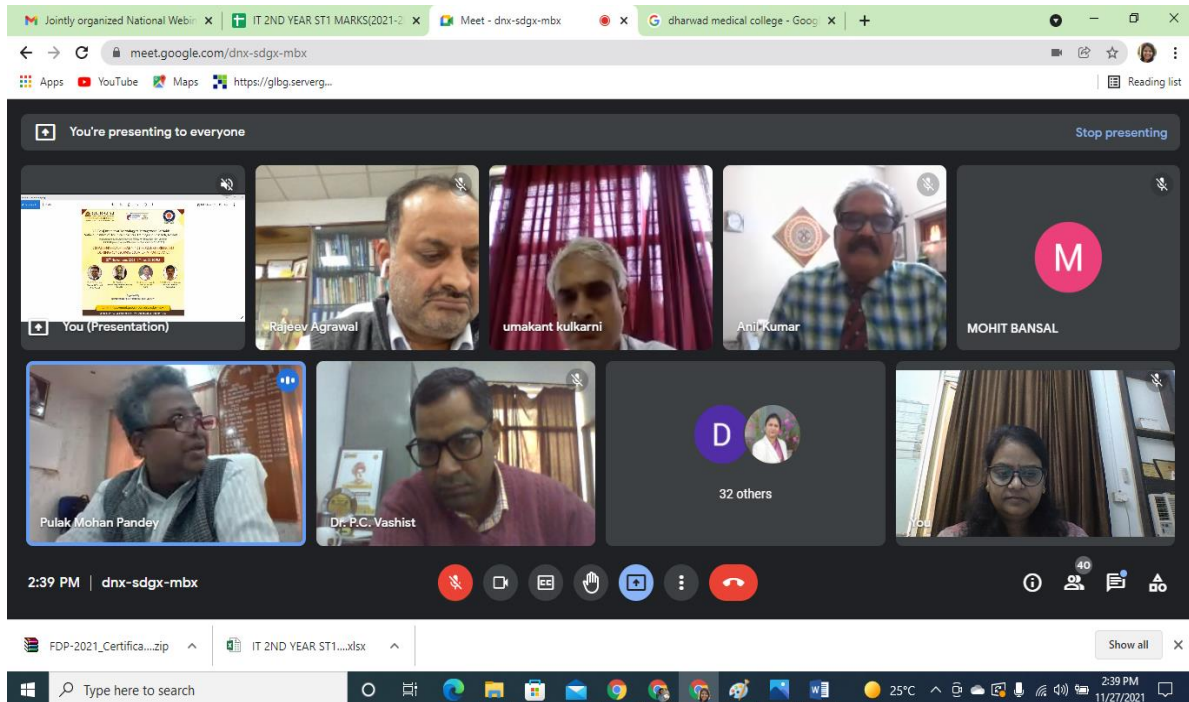 Jointly organized National Webin
IT 2ND YEAR ST1 MARKS(2021-2
Meet - dnx-sdgx-mbx
dharwad medical college - Goog
meet.google.com/dnx-sdgx-mbx
Apps
YouTube
Maps
https://glbg.serverg...
Reading list
You're presenting to everyone
Stop presenting
You (Presentation)
Rajeev Agrawal
umakant kulkarni
Anil Kumar
M
MOHIT BANSAL
Pulak Mohan Pandey
Dr. P.C. Vashist
D
32 others
You
2:39 PM | dnx-sdgx-mbx
CC
40
FDP-2021_Certifica....zip
IT 2ND YEAR ST1....xlsx
Show all
Type here to search
25°C
2:39 PM
11/27/2021